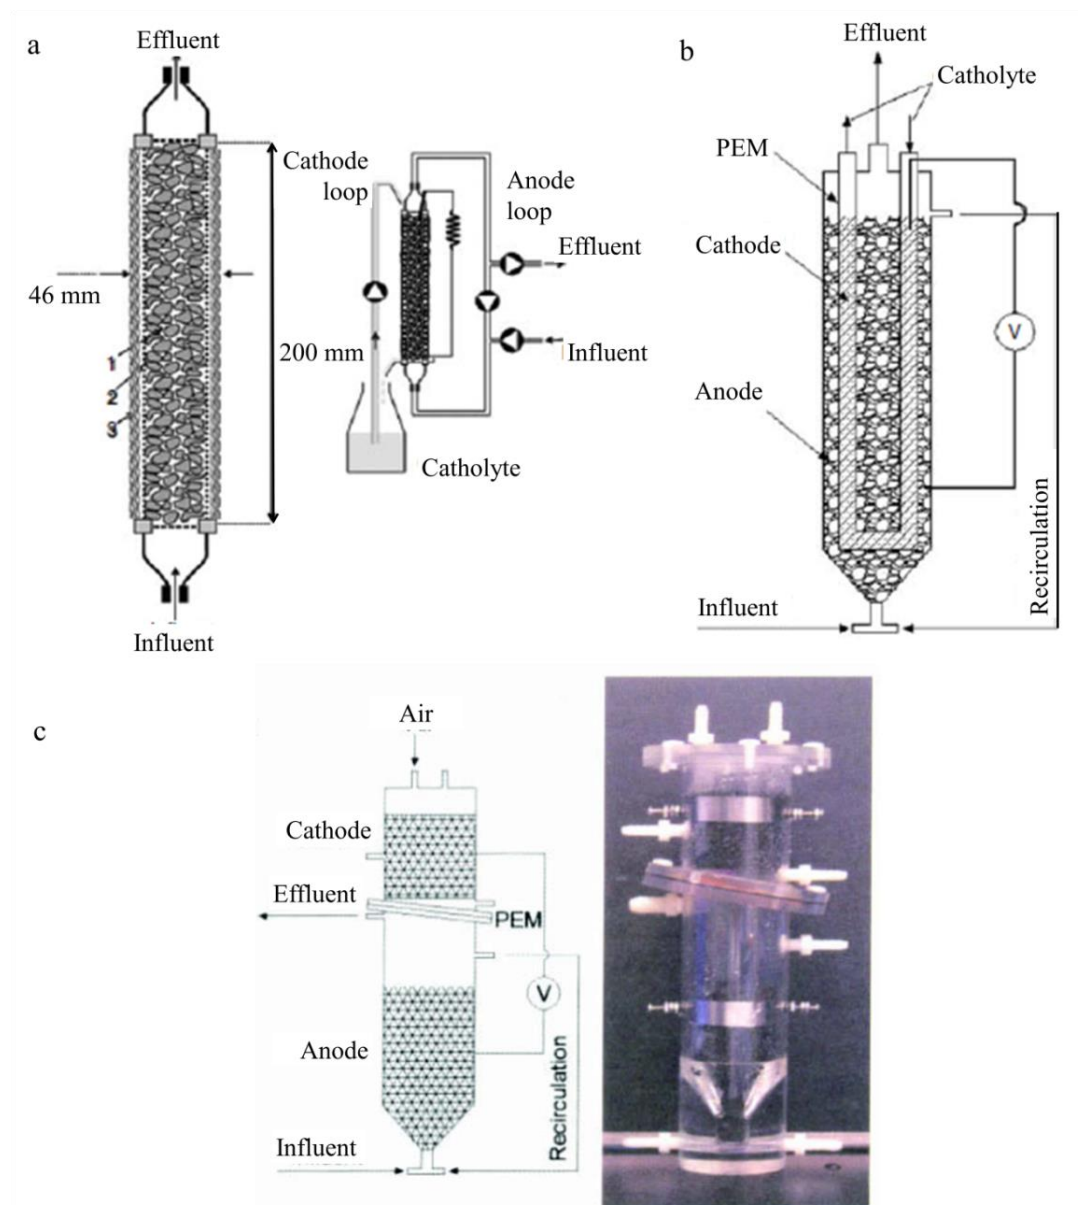 a
Effluent
46 mm
1
2
3
200 mm
Influent
Cathode
loop
Anode
loop
Effluent
Influent
Catholyte
b
Effluent
Catholyte
PEM
Cathode
Anode
V
Recirculation
Influent
c
Air
Cathode
Effluent
PEM
V
Anode
Recirculation
Influent